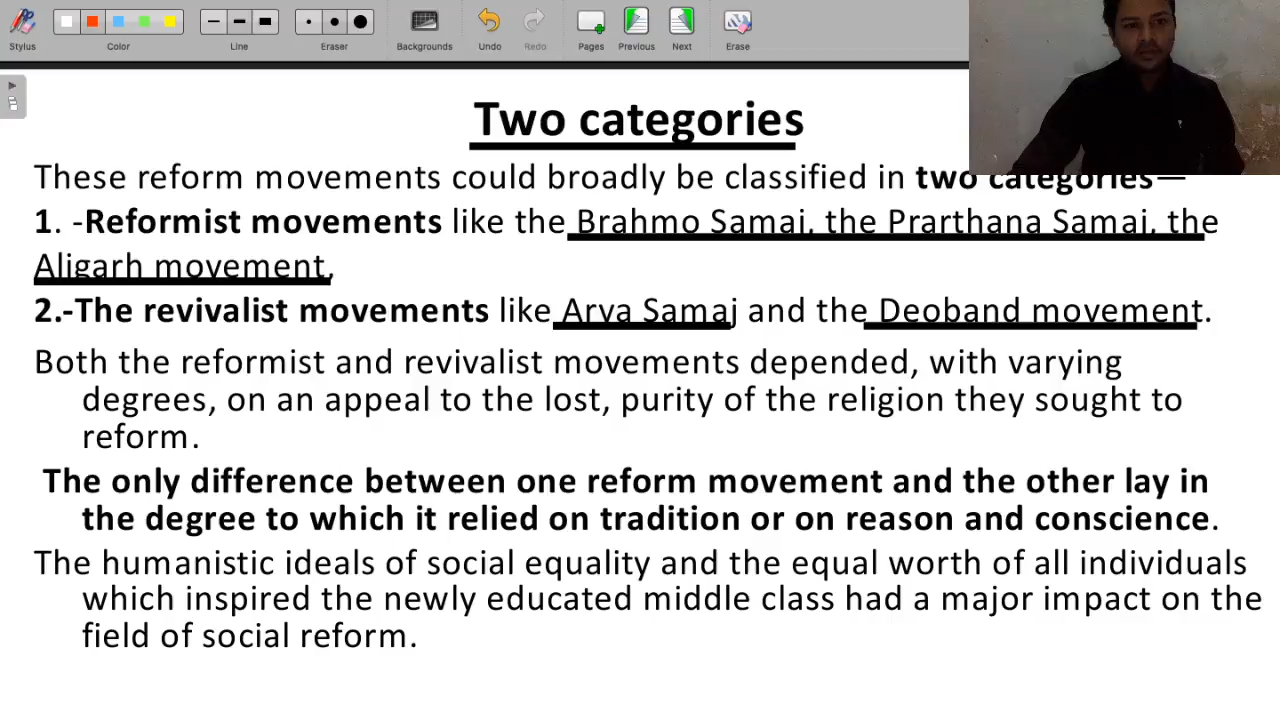 Stylus
Color
Line
Eraser
Backgrounds
Undo
Redo
Pages
Previous
Next
Erase
Two categories
These reform movements could broadly be classified in two categories—
1. -Reformist movements like the Brahmo Samaj, the Prarthana Samaj, the
Aligarh movement,
2.-The revivalist movements like Arya Samaj and the Deoband movement.
Both the reformist and revivalist movements depended, with varying
degrees, on an appeal to the lost, purity of the religion they sought to
reform.
The only difference between one reform movement and the other lay in
the degree to which it relied on tradition or on reason and conscience.
The humanistic ideals of social equality and the equal worth of all individuals
which inspired the newly educated middle class had a major impact on the
field of social reform.